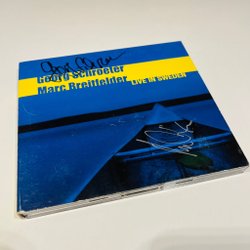 Georg Schroeter
Marc Breitfelder LIVE IN SWEDEN